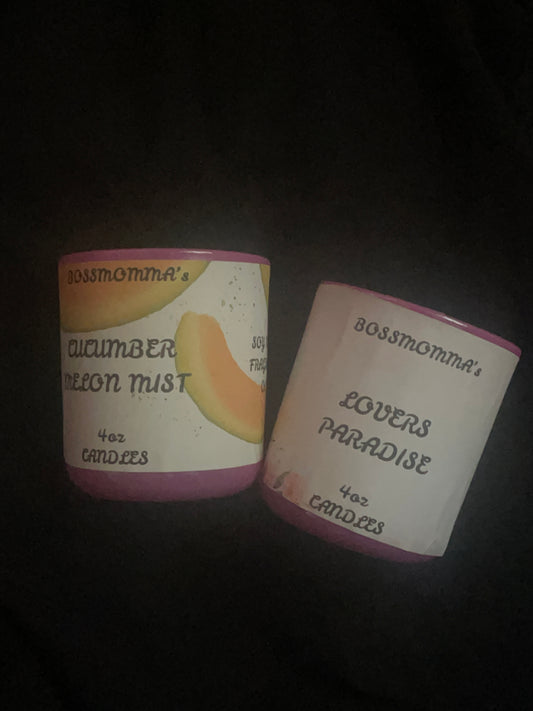 BOSSMOMMA's
CUCUMBER
MELON MIST
4oz
CANDLES
BOSSMOMMA's
LOVERS
PARADISE
4oz
CANDLES